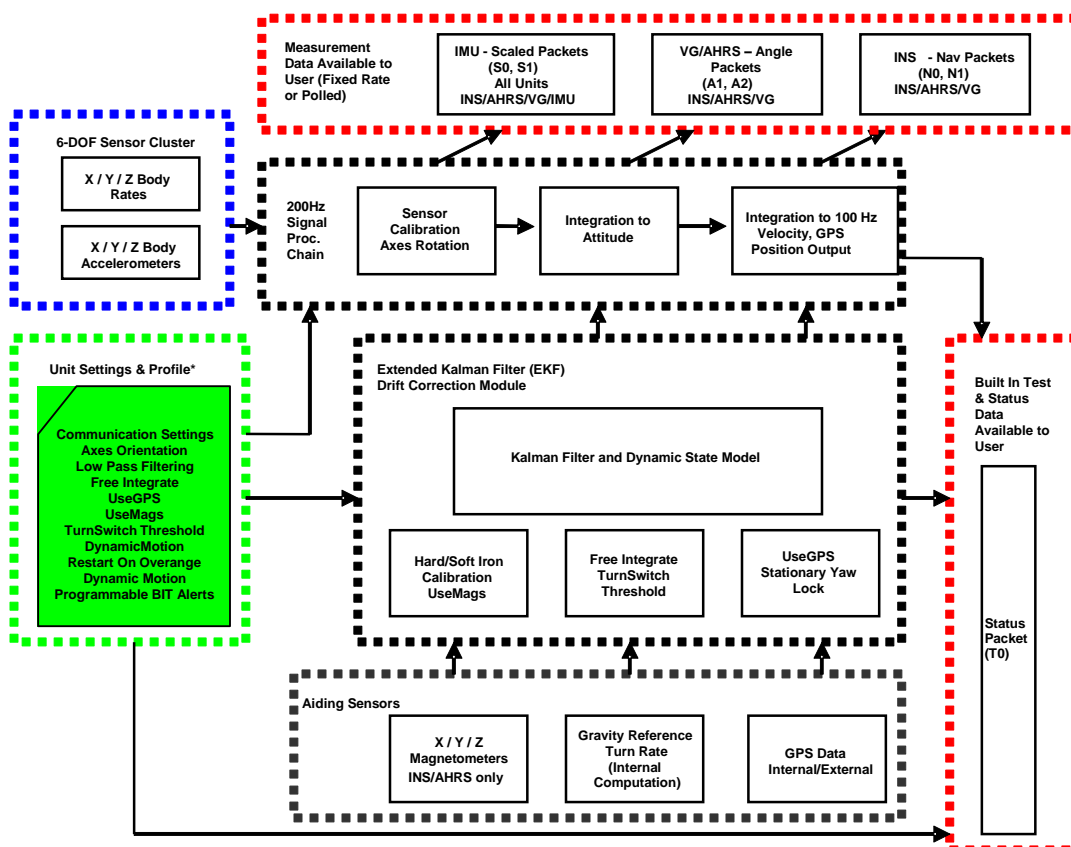 Measurement
Data Available to
User (Fixed Rate
or Polled)
IMU - Scaled Packets
(S0, S1)
All Units
INS/AHRS/VG/IMU
VG/AHRS – Angle
Packets
(A1, A2)
INS/AHRS/VG
INS - Nav Packets
(N0, N1)
INS/AHRS/VG
6-DOF Sensor Cluster
X / Y / Z Body
Rates
X / Y / Z Body
Accelerometers
200Hz
Signal
Proc.
Chain
Sensor
Calibration
Axes Rotation
Integration to
Attitude
Integration to 100 Hz
Velocity, GPS
Position Output
Unit Settings & Profile*
Communication Settings
Axes Orientation
Low Pass Filtering
Free Integrate
UseGPS
UseMags
TurnSwitch Threshold
DynamicMotion
Restart On Overange
Dynamic Motion
Programmable BIT Alerts
Extended Kalman Filter (EKF)
Drift Correction Module
Kalman Filter and Dynamic State Model
Hard/Soft Iron
Calibration
UseMags
Free Integrate
TurnSwitch
Threshold
UseGPS
Stationary Yaw
Lock
Built In Test
& Status
Data
Available to
User
Status
Packet
(T0)
Aiding Sensors
X / Y / Z
Magnetometers
INS/AHRS only
Gravity Reference
Turn Rate
(Internal
Computation)
GPS Data
Internal/External